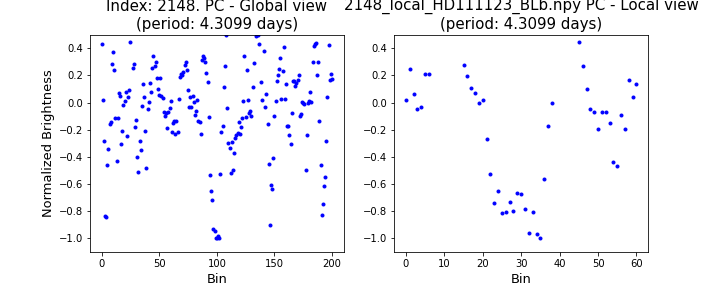 Index: 2148. PC - Global view
(period: 4.3099 days)
2148_local_HD111123_BLb.npy PC - Local view
(period: 4.3099 days)
Normalized Brightness
0.4
0.2
0.0
−0.2
−0.4
−0.6
−0.8
−1.0
0 50 100 150 200
Bin
0.4
0.2
0.0
−0.2
−0.4
−0.6
−0.8
−1.0
0 10 20 30 40 50 60
Bin